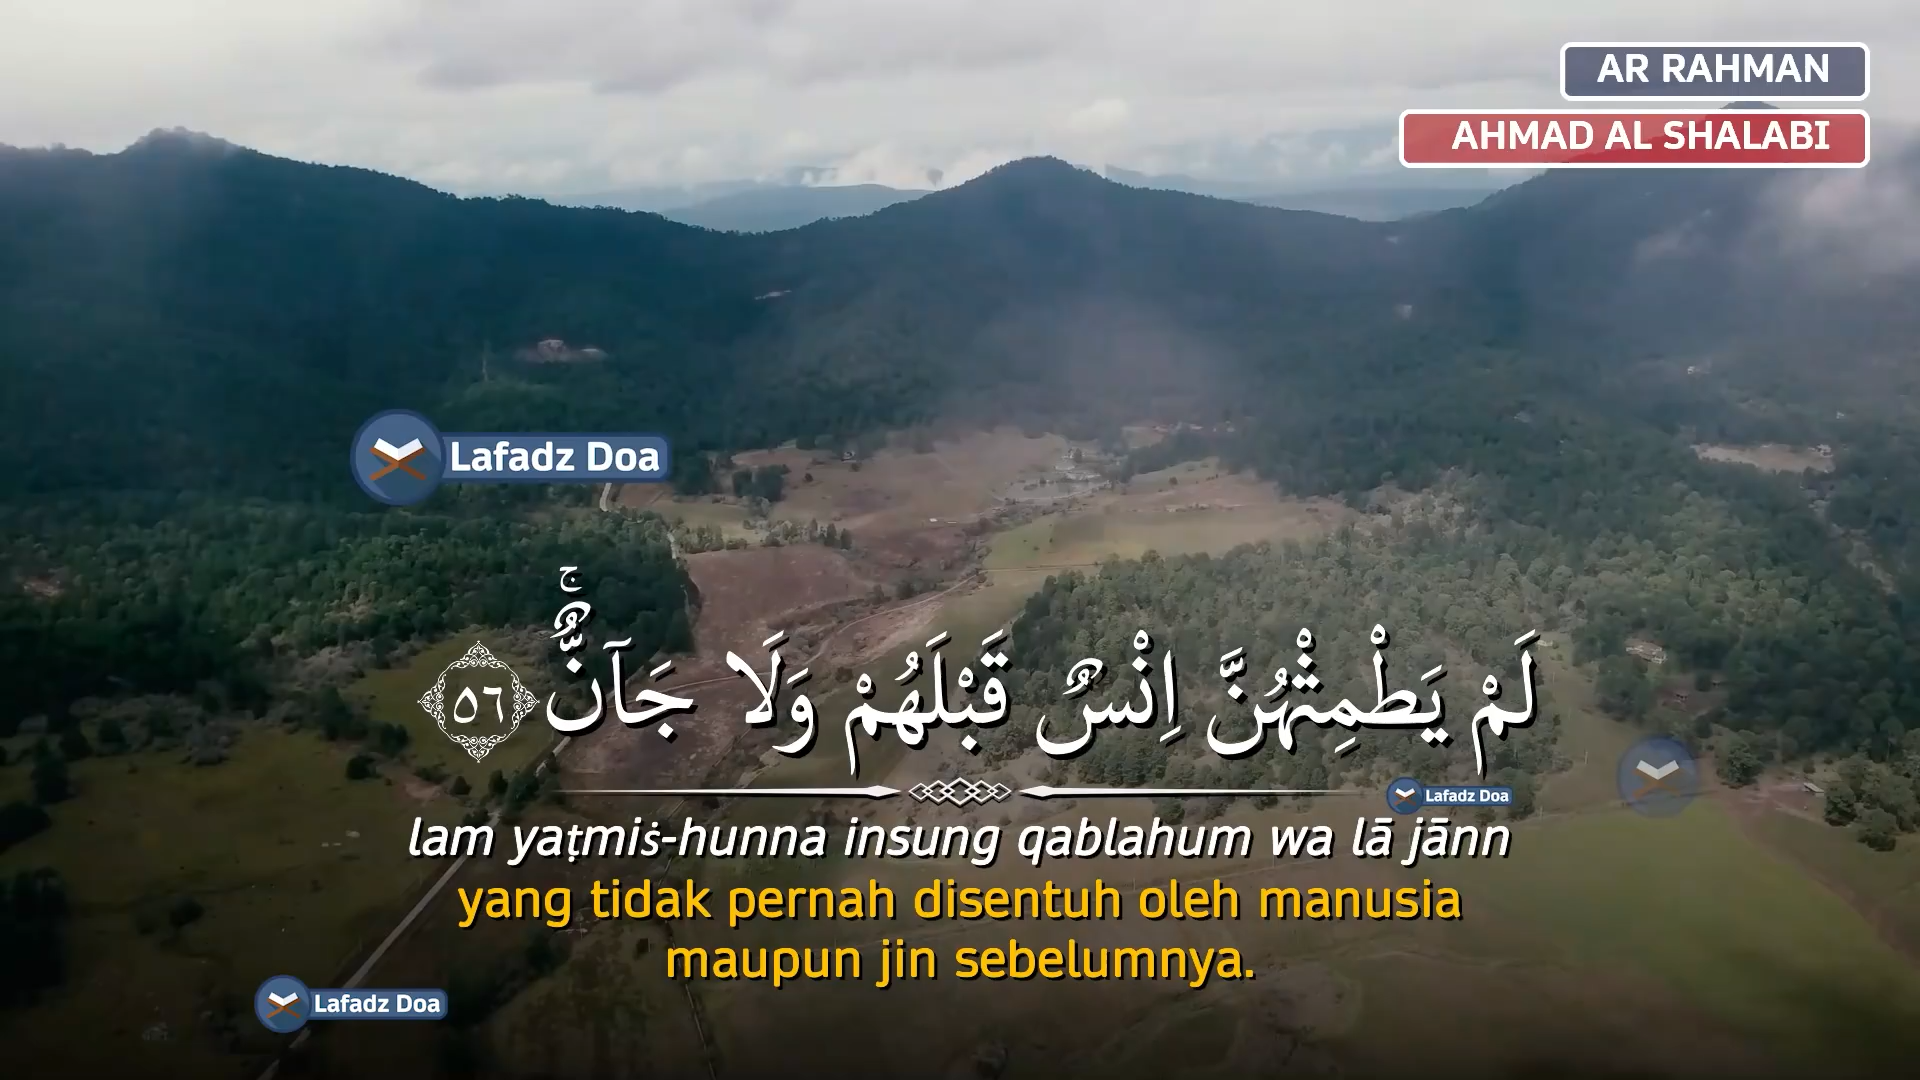 AR RAHMAN
AHMAD AL SHALABI
Lafadz Doa
لَمْ يَطْمِثْهُنَّ اِنْسٌ قَبْلَهُمْ وَلَا جَاۤنٌّۚ ٥٦
Lafadz Doa
lam yaṭmiṡ-hunna insung qablahum wa lā jānn
yang tidak pernah disentuh oleh manusia
maupun jin sebelumnya.
Lafadz Doa